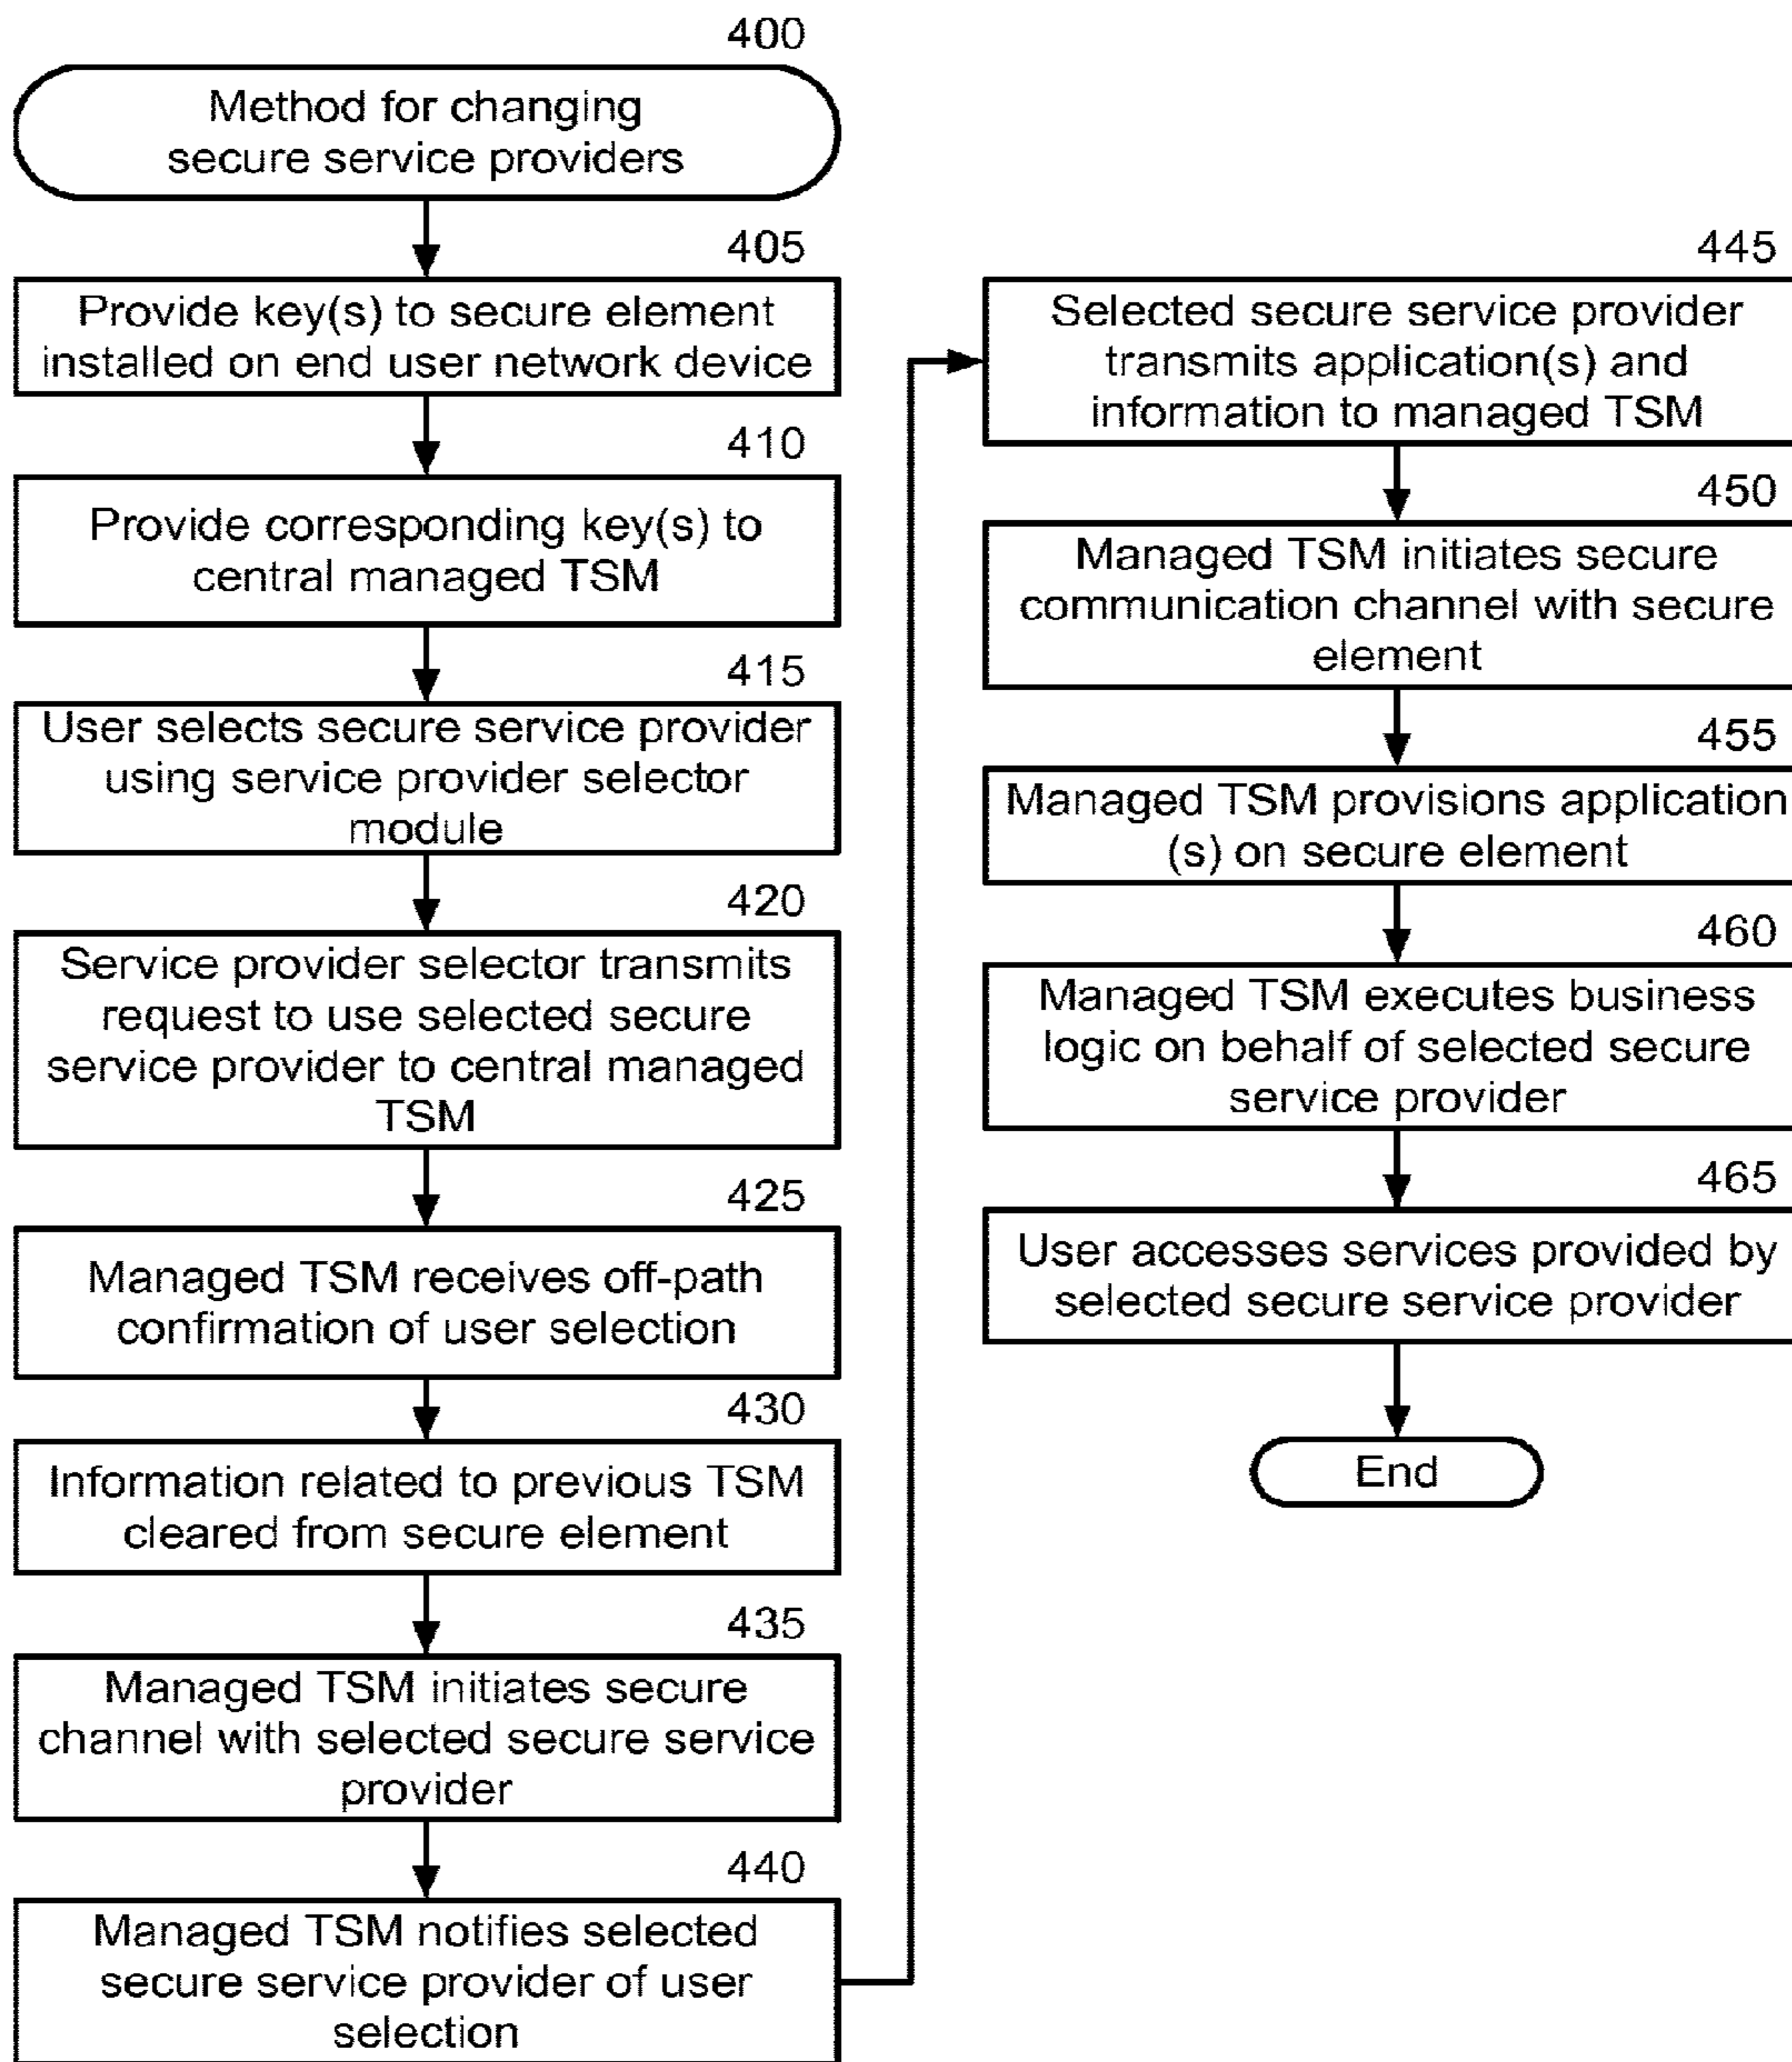 400
Method for changing
secure service providers
405
Provide key(s) to secure element
installed on end user network device
410
Provide corresponding key(s) to
central managed TSM
415
User selects secure service provider
using service provider selector
module
420
Service provider selector transmits
request to use selected secure
service provider to central managed
TSM
425
Managed TSM receives off-path
confirmation of user selection
430
Information related to previous TSM
cleared from secure element
435
Managed TSM initiates secure
channel with selected secure service
provider
440
Managed TSM notifies selected
secure service provider of user
selection
445
Selected secure service provider
transmits application(s) and
information to managed TSM
450
Managed TSM initiates secure
communication channel with secure
element
455
Managed TSM provisions application
(s) on secure element
460
Managed TSM executes business
logic on behalf of selected secure
service provider
465
User accesses services provided by
selected secure service provider
End